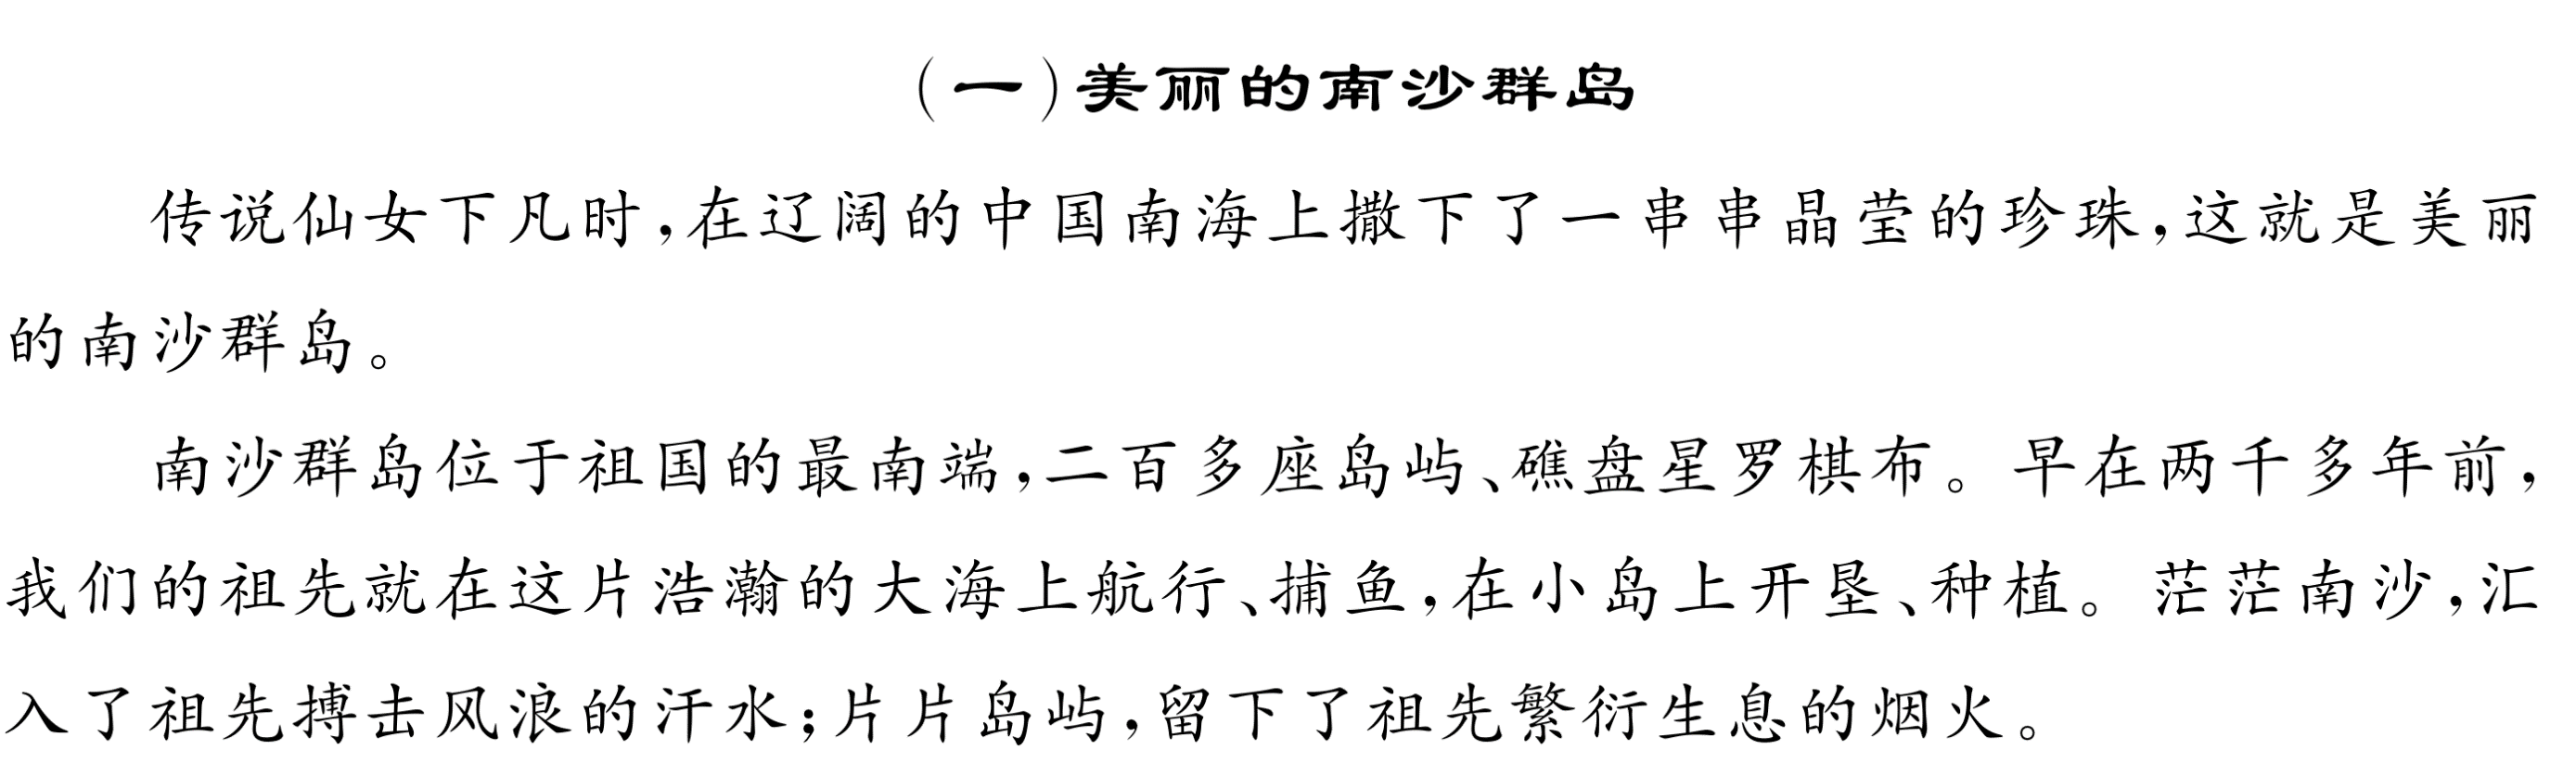 (一)美丽的南沙群岛
传说仙女下凡时,在辽阔的中国南海上撒下了一串串晶莹的珍珠,这就是美丽
的南沙群岛。
南沙群岛位于祖国的最南端,二百多座岛屿、礁盘星罗棋布。早在两千多年前,
我们的祖先就在这片浩瀚的大海上航行、捕鱼,在小岛上开垦、种植。茫茫南沙,汇
入了祖先搏击风浪的汗水;片片岛屿,留下了祖先繁衍生息的烟火。